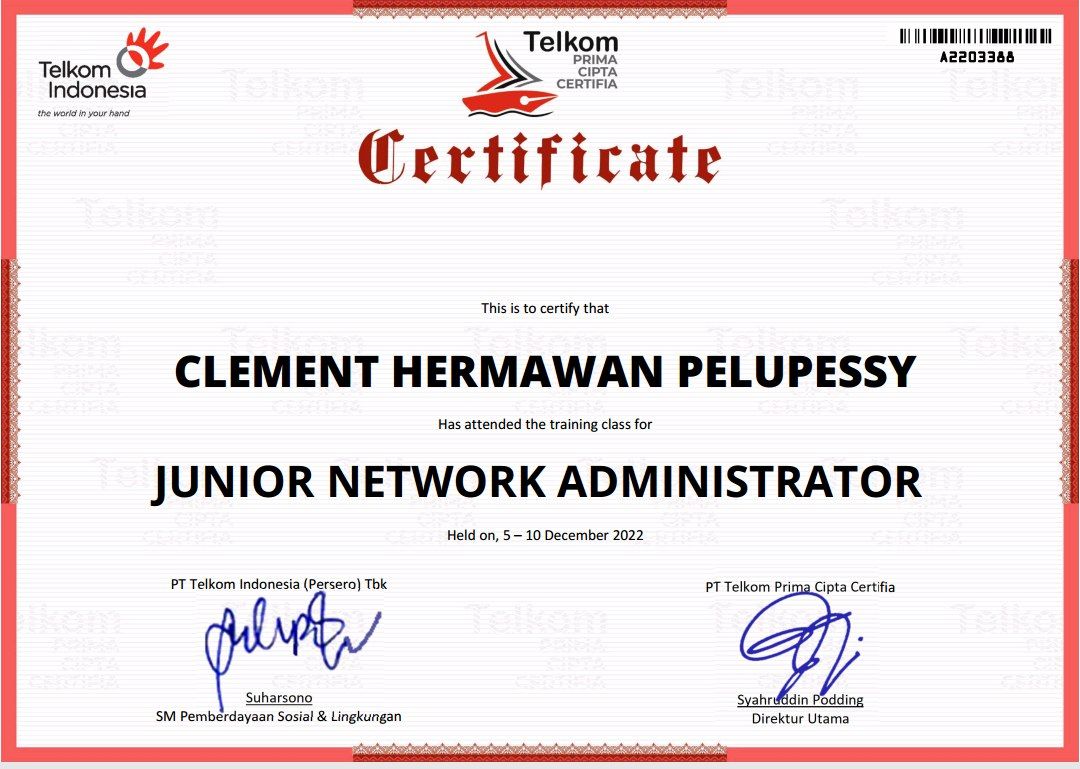 Telkom
Indonesia
the world in your hand
Telkom
PRIMA
CIPTA
CERTIFIA
A2203388
Certificate
This is to certify that
CLEMENT HERMAWAN PELUPESSY
Has attended the training class for
JUNIOR NETWORK ADMINISTRATOR
Held on, 5 – 10 December 2022
PT Telkom Indonesia (Persero) Tbk
Suharsono
SM Pemberdayaan Sosial & Lingkungan
PT Telkom Prima Cipta Certifia
Syahruddin Podding
Direktur Utama